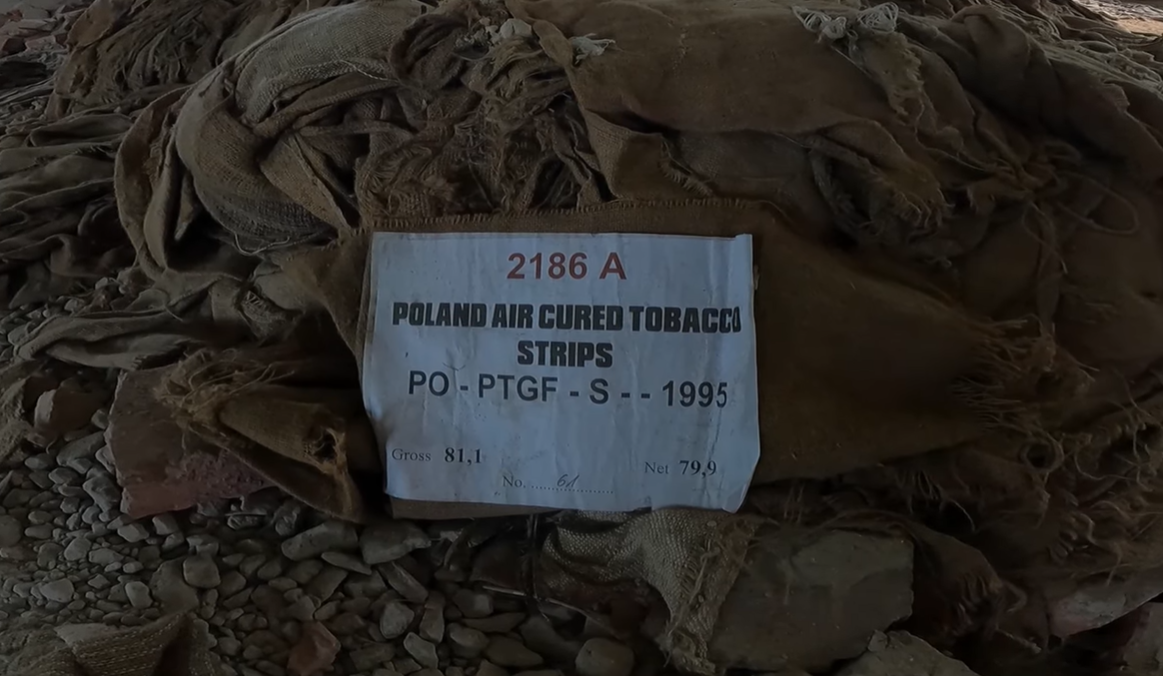 2186 A
POLAND AIR CURED TOBACCO
STRIPS
PO - PTGF - S - - 1995
Gross 81,1
Net 79,9
No. ........61............